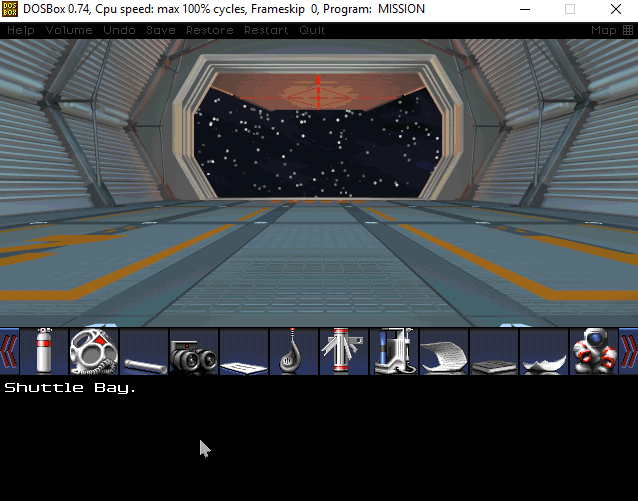 DOSBox 0.74, Cpu speed: max 100% cycles, Frameskip 0, Program: MISSION
Help Volume Undo Save Restore Restart Quit Map
Shuttle Bay.